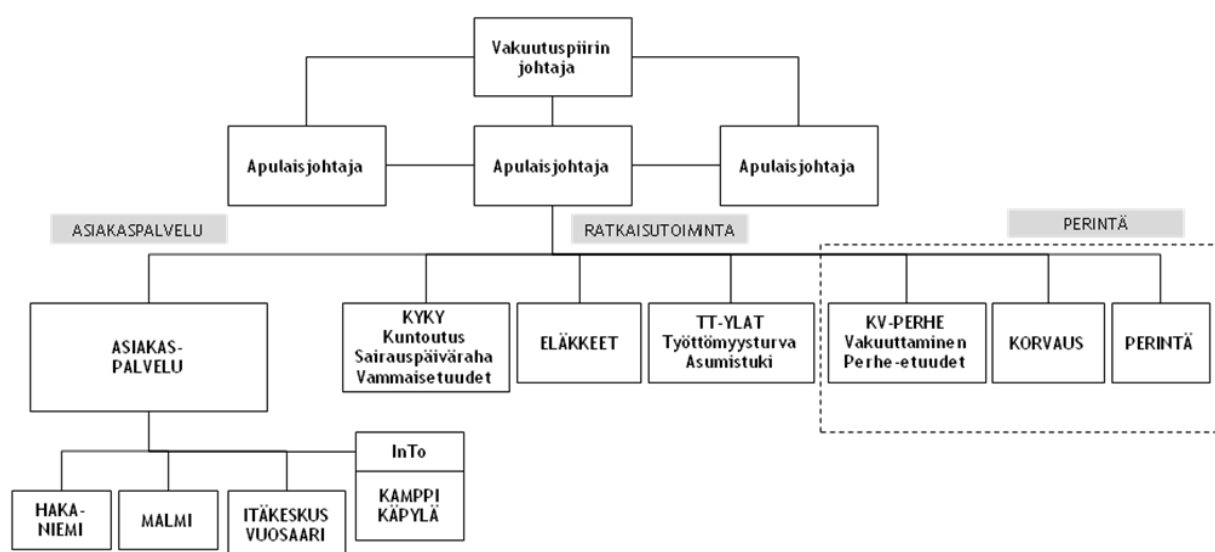 Vakuutuspiirin
johtaja
Apulaisjohtaja
Apulaisjohtaja
Apulaisjohtaja
ASIAKASPALVELU
RATKAISUTOIMINTA
PERINTÄ
ASIAKAS-
PALVELU
KYKY
Kuntoutus
Sairauspäiväraha
Vammaisetuudet
ELÄKKEET
TT-YLAT
Työttömyysturva
Asumistuki
KV-PERHE
Vakuuttaminen
Perhe-etuudet
KORVAUS
PERINTÄ
HAKA-
NIEMI
MALMI
ITÄKESKUS
VUOSAARI
InTo
KAMPPI
KÄPYLÄ